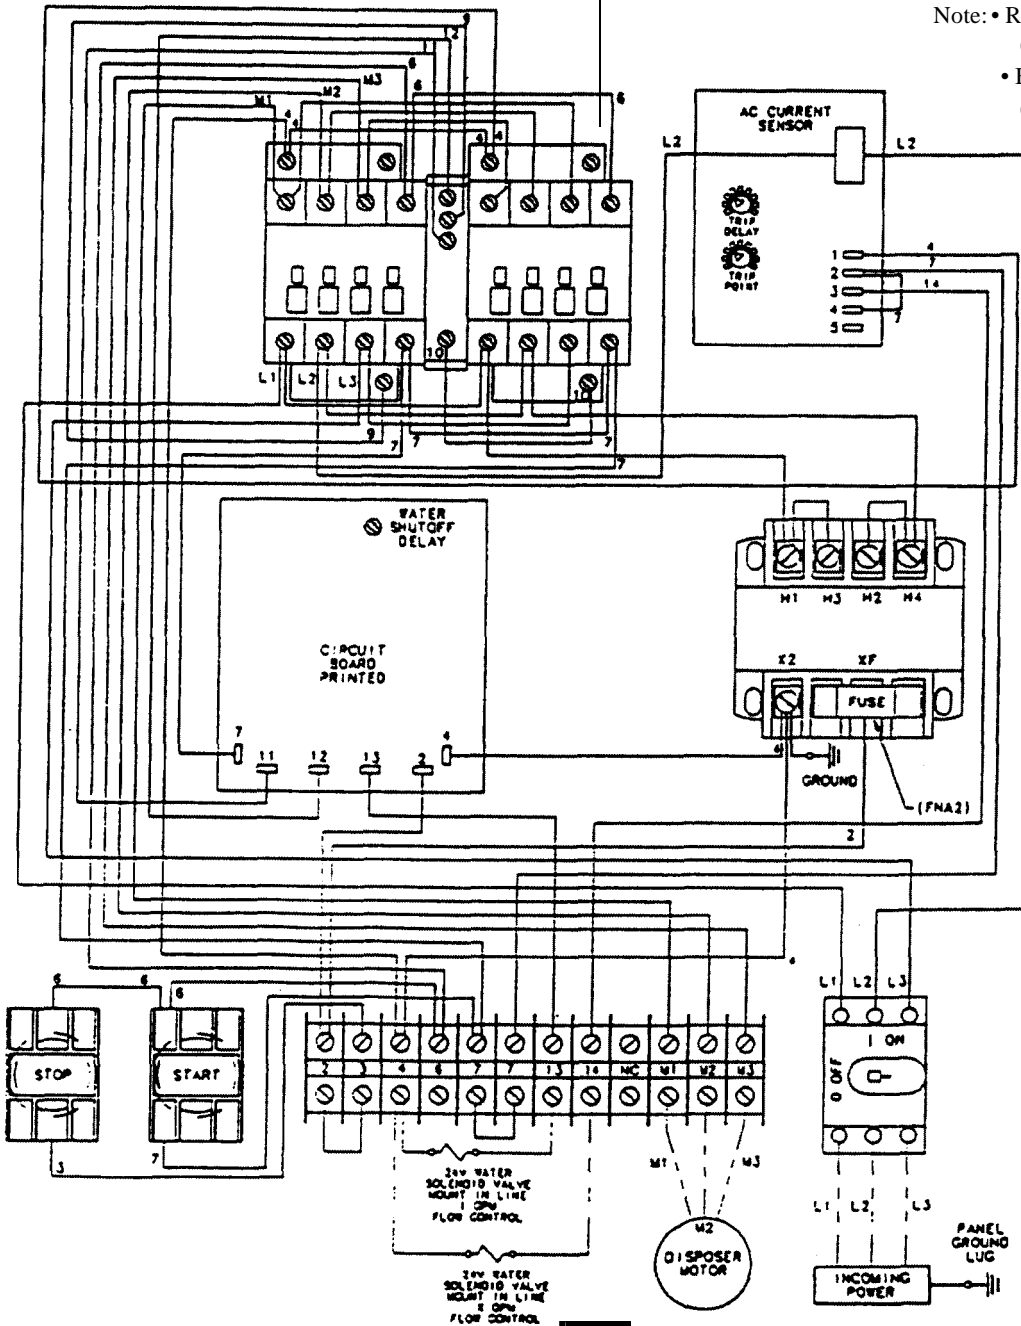 Note: • R
AC CURRENT
SENSOR
L2
L2
TRIP
DELAY
TRIP
POINT
1
2
3
4
5
4
7
14
7
M1
M2
M3
6
6
6
4
4
4
4
L1
L2
L3
10
10
9
7
7
7
7
WATER
SHUTOFF
DELAY
CIRCUIT
BOARD
PRINTED
7
11
12
13
2
4
H1
H3
H2
H4
X2
XF
FUSE
4
GROUND
(FNA2)
2
6
6
6
STOP
START
3
7
2
3
4
6
7
7
13
14
NC
M1
M2
M3
L1
L2
L3
I ON
O OFF
24V WATER
SOLENOID VALVE
MOUNT IN LINE
1 GPM
FLOW CONTROL
24V WATER
SOLENOID VALVE
MOUNT IN LINE
8 GPM
FLOW CONTROL
M1
M3
M2
DISPOSER
MOTOR
L1
L2
L3
INCOMING
POWER
PANEL
GROUND
LUG